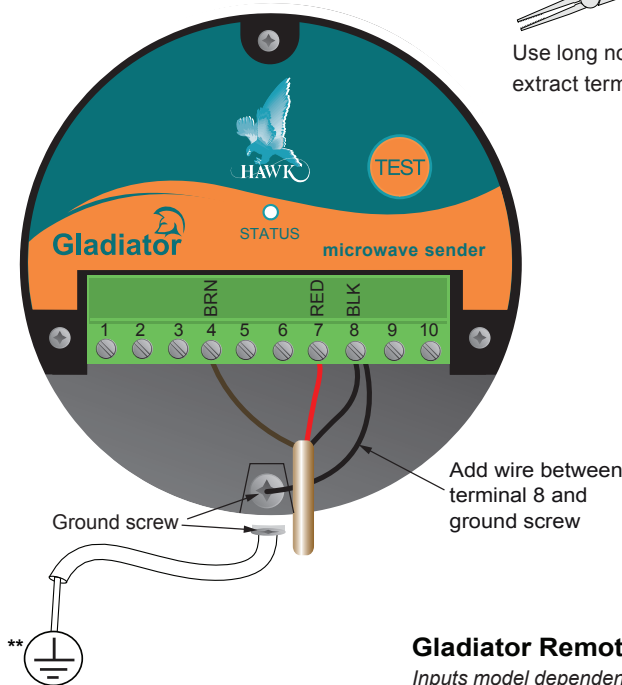 Use long no
extract term
HAWK
TEST
Gladiator
STATUS
microwave sender
BRN RED BLK
1 2 3 4 5 6 7 8 9 10
Add wire between
terminal 8 and
ground screw
Ground screw
**
Gladiator Remot
Inputs model dependen